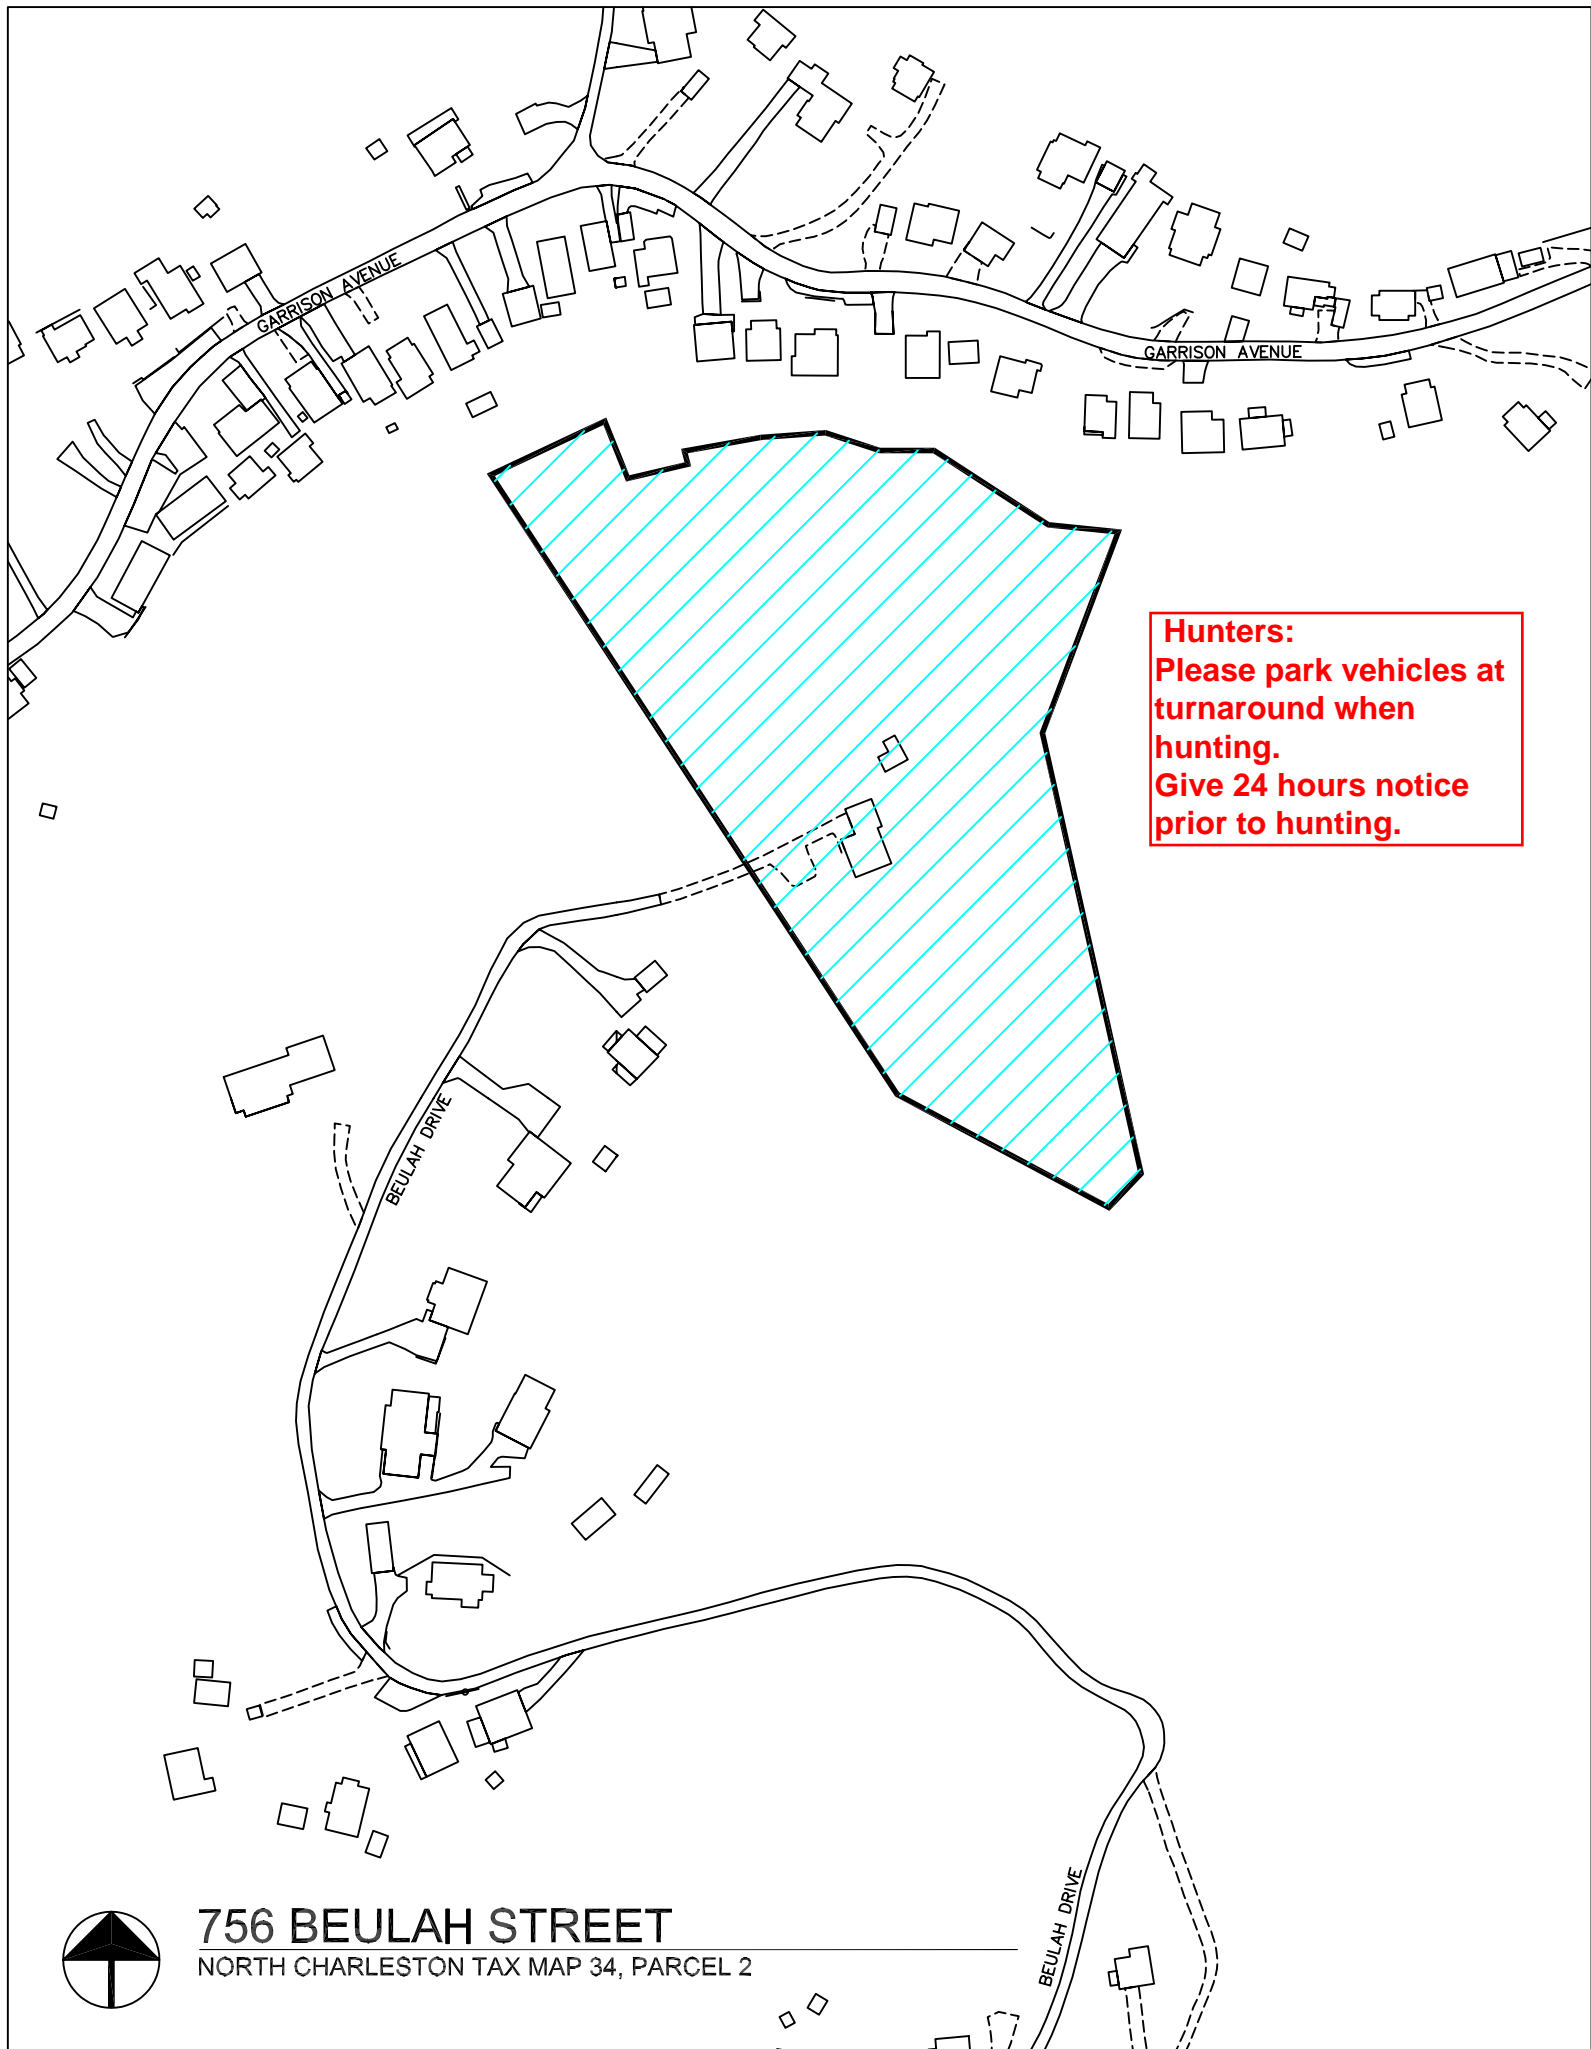 GARRISON AVENUE
GARRISON AVENUE
Hunters:
Please park vehicles at
turnaround when
hunting.
Give 24 hours notice
prior to hunting.
BEULAH DRIVE
BEULAH DRIVE
756 BEULAH STREET
NORTH CHARLESTON TAX MAP 34, PARCEL 2